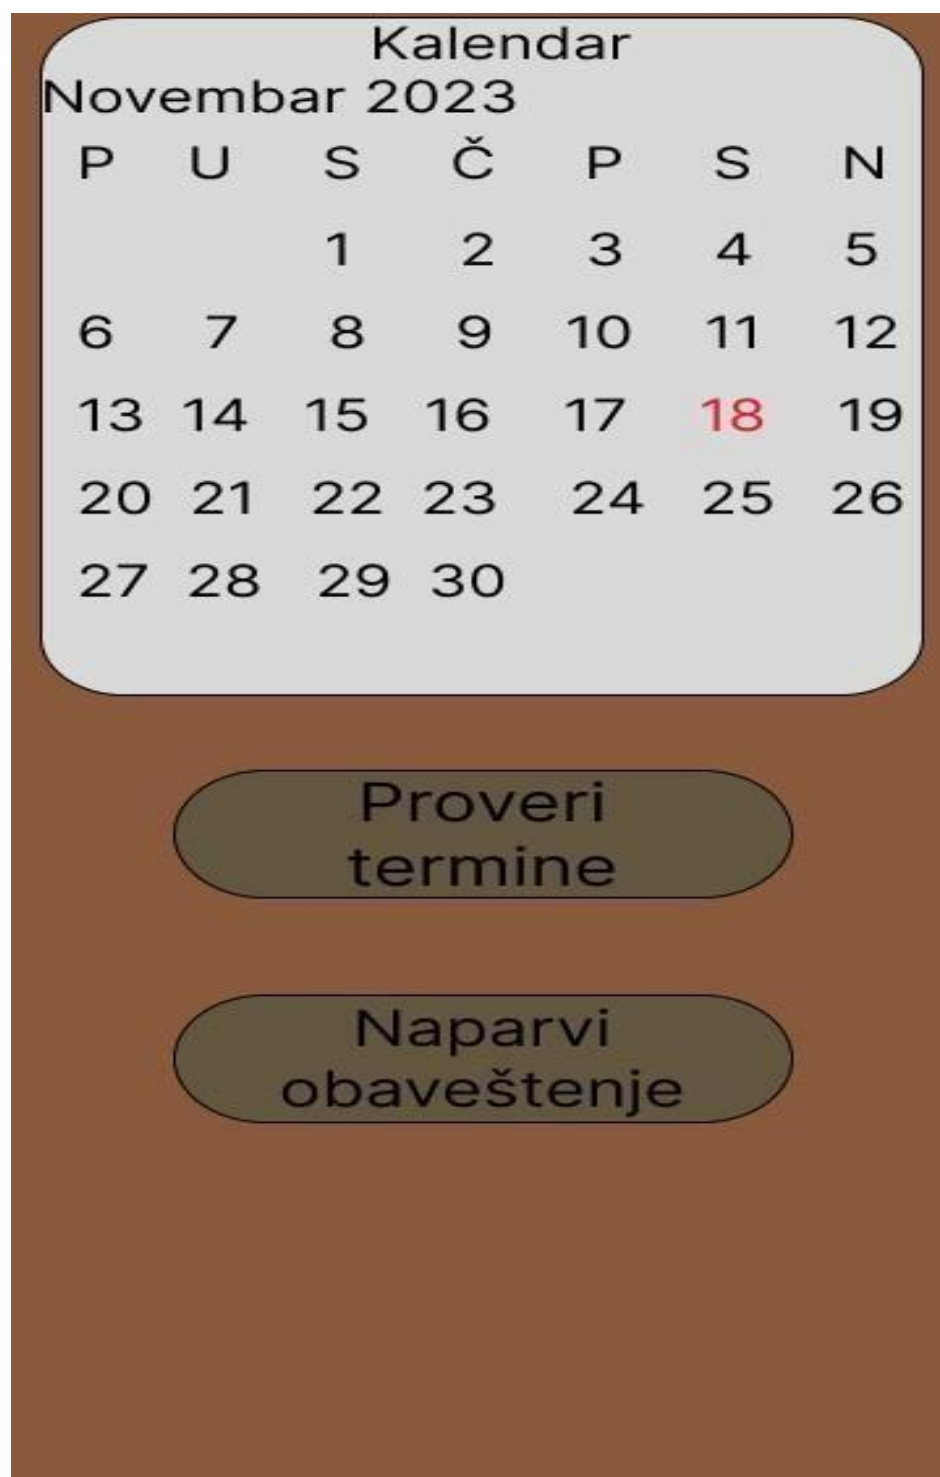 Kalendar
Novembar 2023
P U S Č P S N
1 2 3 4 5
6 7 8 9 10 11 12
13 14 15 16 17 18 19
20 21 22 23 24 25 26
27 28 29 30
Proveri
termine
Naparvi
obaveštenje